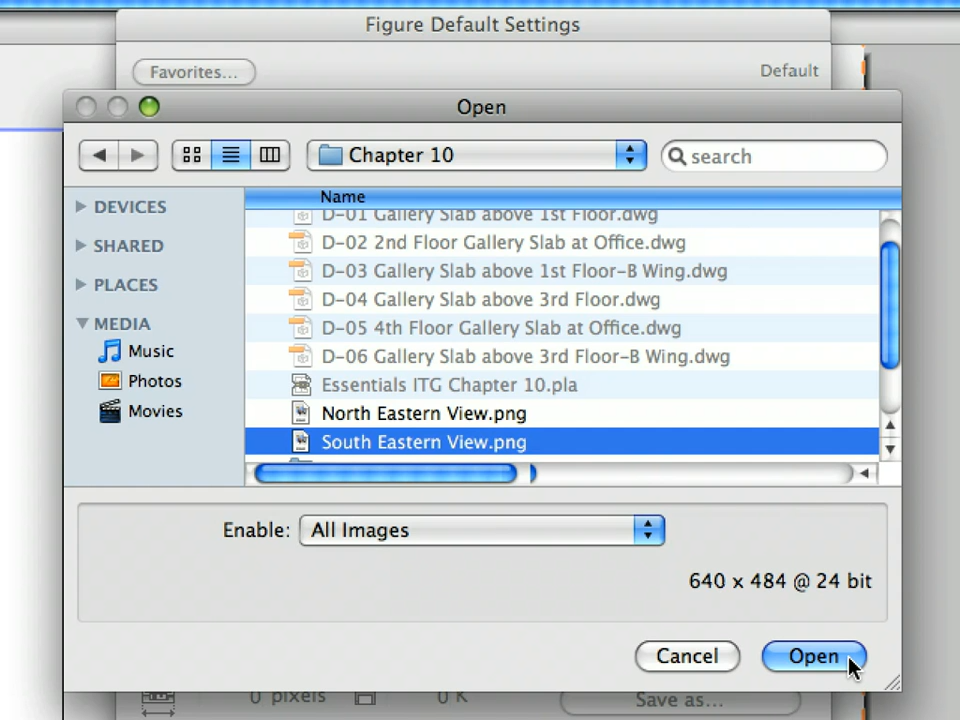 Figure Default Settings
Favorites...
Default
Open
Chapter 10
search
DEVICES
SHARED
PLACES
MEDIA
Music
Photos
Movies
Name
D-01 Gallery Slab above 1st Floor.dwg
D-02 2nd Floor Gallery Slab at Office.dwg
D-03 Gallery Slab above 1st Floor-B Wing.dwg
D-04 Gallery Slab above 3rd Floor.dwg
D-05 4th Floor Gallery Slab at Office.dwg
D-06 Gallery Slab above 3rd Floor-B Wing.dwg
Essentials ITG Chapter 10.pla
North Eastern View.png
South Eastern View.png
Enable: All Images
640 x 484 @ 24 bit
Cancel
Open
0 pixels
0 K
Save as...